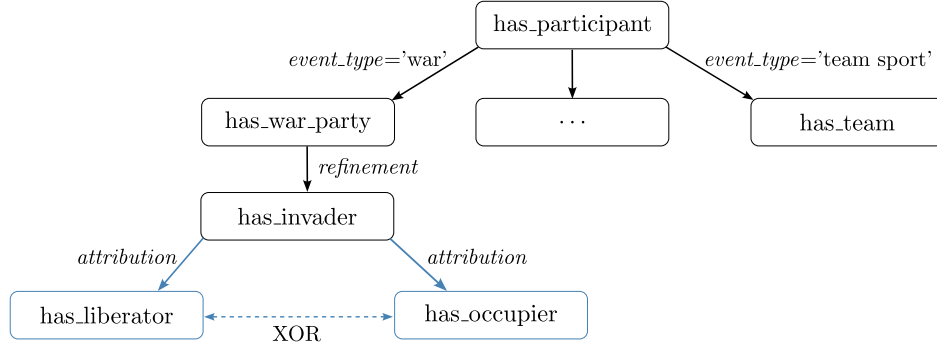 has_participant
event_type='war'
event_type='team sport'
has_war_party
...
has_team
refinement
has_invader
attribution
attribution
has_liberator
has_occupier
XOR